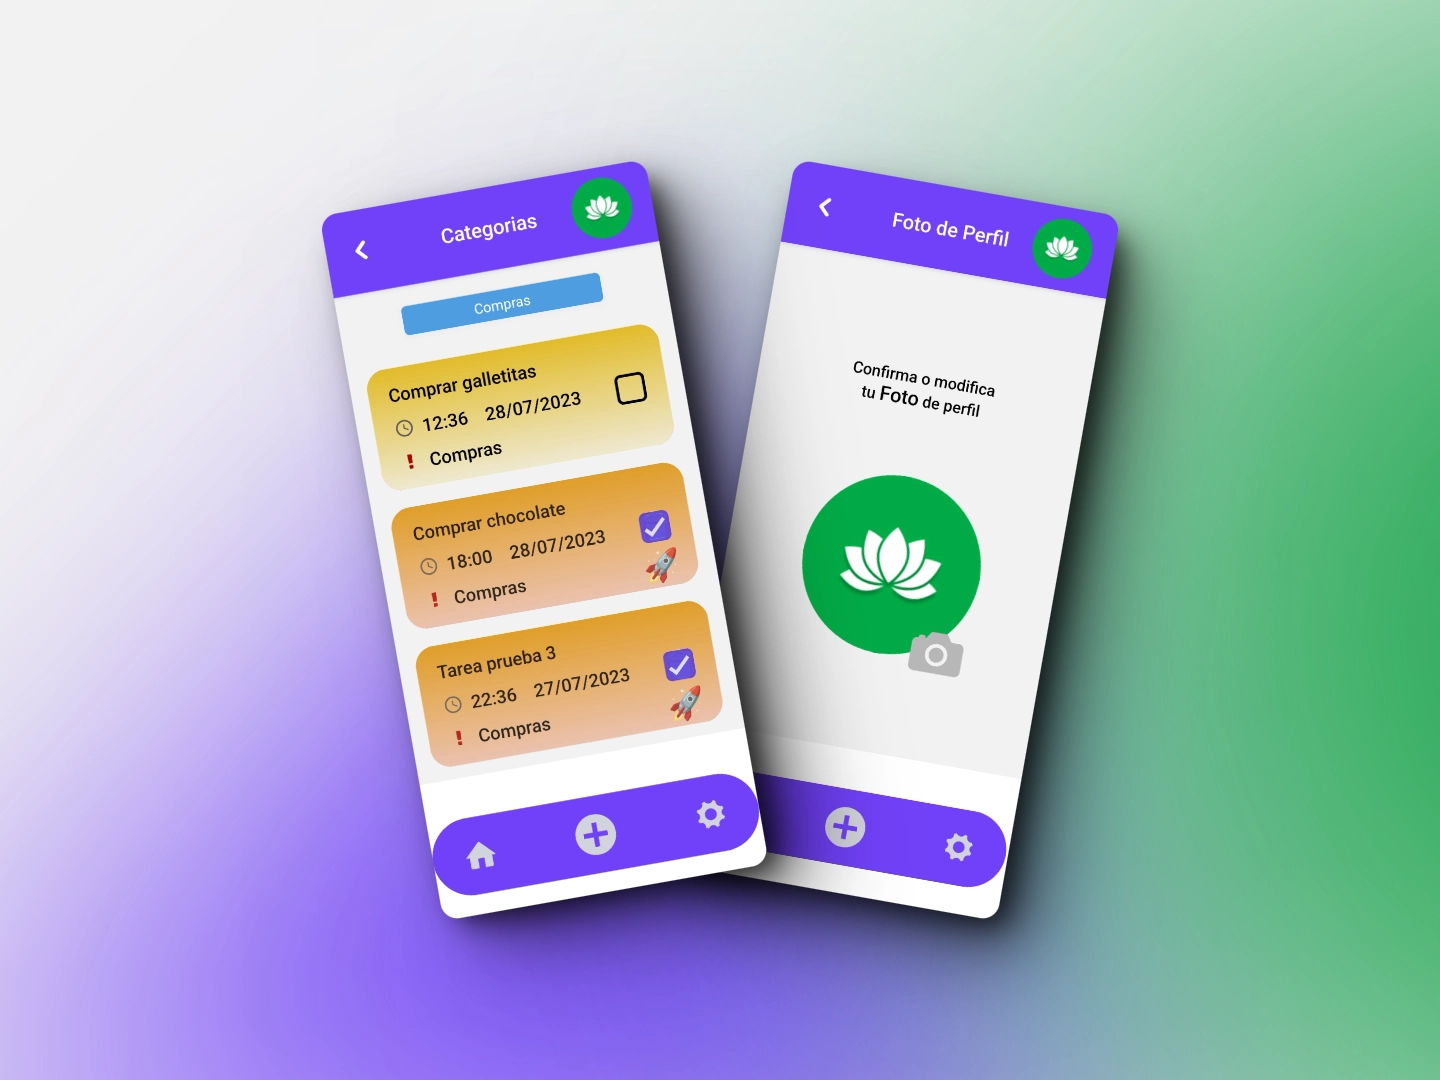 Categorias
Compras
Comprar galletitas
12:36 28/07/2023
! Compras
Comprar chocolate
18:00 28/07/2023
! Compras
Tarea prueba 3
22:36 27/07/2023
! Compras
Foto de Perfil
Confirma o modifica
tu Foto de perfil